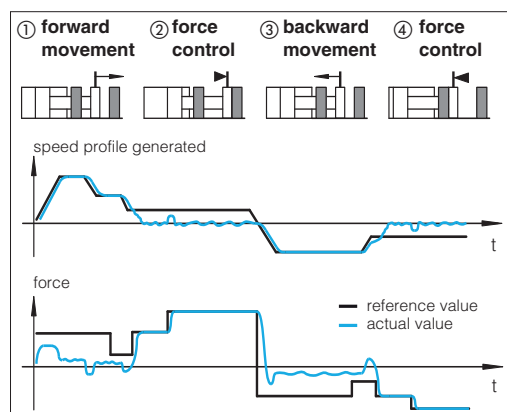 ① forward movement
② force control
③ backward movement
④ force control
speed profile generated
t
force
reference value
actual value
t